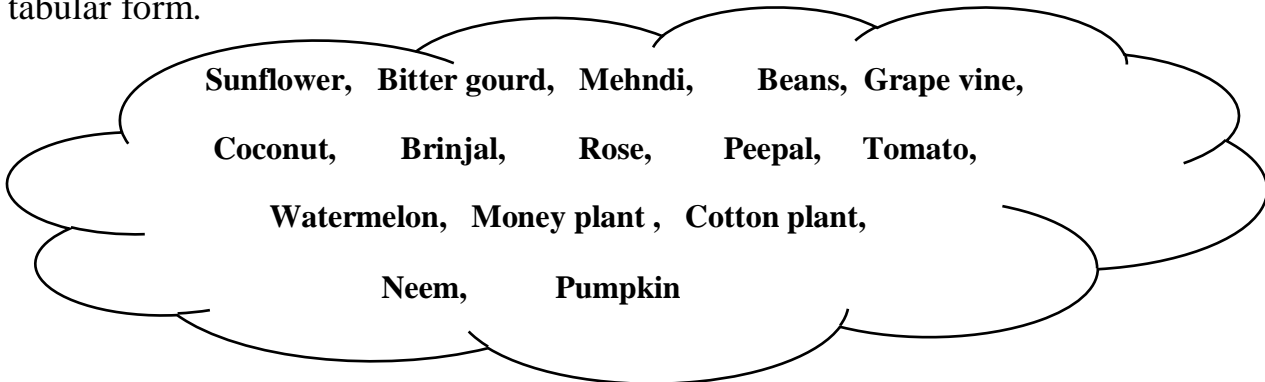 tabular form.
Sunflower, Bitter gourd, Mehndi, Beans, Grape vine,
Coconut, Brinjal, Rose, Peepal, Tomato,
Watermelon, Money plant , Cotton plant,
Neem, Pumpkin